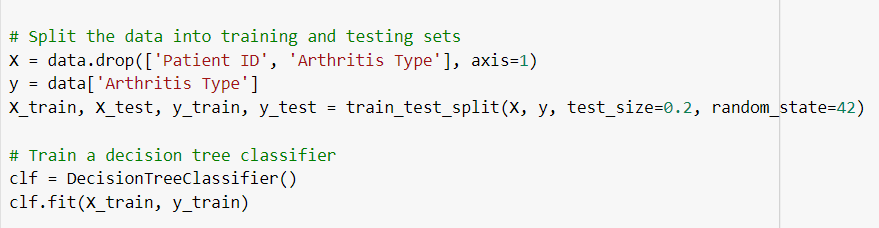 # Split the data into training and testing sets
X = data.drop(['Patient ID', 'Arthritis Type'], axis=1)
y = data['Arthritis Type']
X_train, X_test, y_train, y_test = train_test_split(X, y, test_size=0.2, random_state=42)
# Train a decision tree classifier
clf = DecisionTreeClassifier()
clf.fit(X_train, y_train)